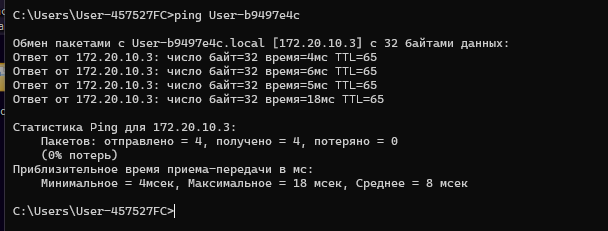 C:\Users\User-457527FC>ping User-b9497e4c
Обмен пакетами с User-b9497e4c.local [172.20.10.3] с 32 байтами данных:
Ответ от 172.20.10.3: число байт=32 время=4мс TTL=65
Ответ от 172.20.10.3: число байт=32 время=6мс TTL=65
Ответ от 172.20.10.3: число байт=32 время=5мс TTL=65
Ответ от 172.20.10.3: число байт=32 время=18мс TTL=65
Статистика Ping для 172.20.10.3:
Пакетов: отправлено = 4, получено = 4, потеряно = 0
(0% потерь)
Приблизительное время приема-передачи в мс:
Минимальное = 4мсек, Максимальное = 18 мсек, Среднее = 8 мсек
C:\Users\User-457527FC>